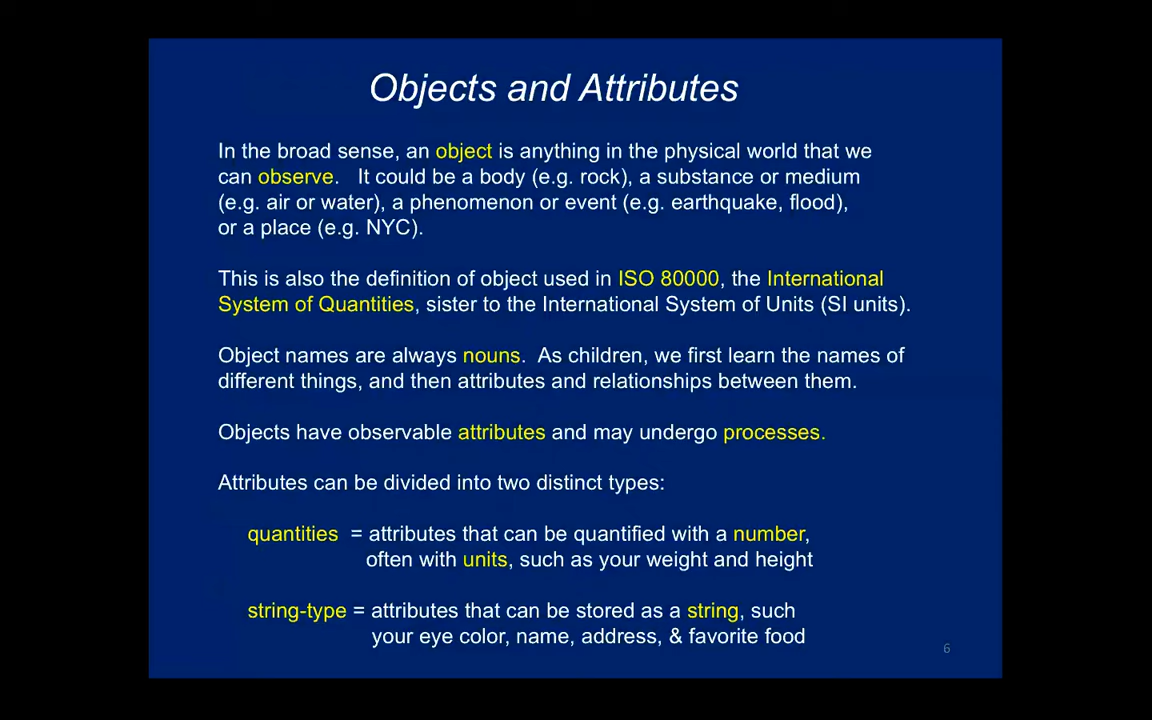 Objects and Attributes
In the broad sense, an object is anything in the physical world that we
can observe. It could be a body (e.g. rock), a substance or medium
(e.g. air or water), a phenomenon or event (e.g. earthquake, flood),
or a place (e.g. NYC).
This is also the definition of object used in ISO 80000, the International
System of Quantities, sister to the International System of Units (SI units).
Object names are always nouns. As children, we first learn the names of
different things, and then attributes and relationships between them.
Objects have observable attributes and may undergo processes.
Attributes can be divided into two distinct types:
quantities = attributes that can be quantified with a number,
often with units, such as your weight and height
string-type = attributes that can be stored as a string, such
your eye color, name, address, & favorite food
6